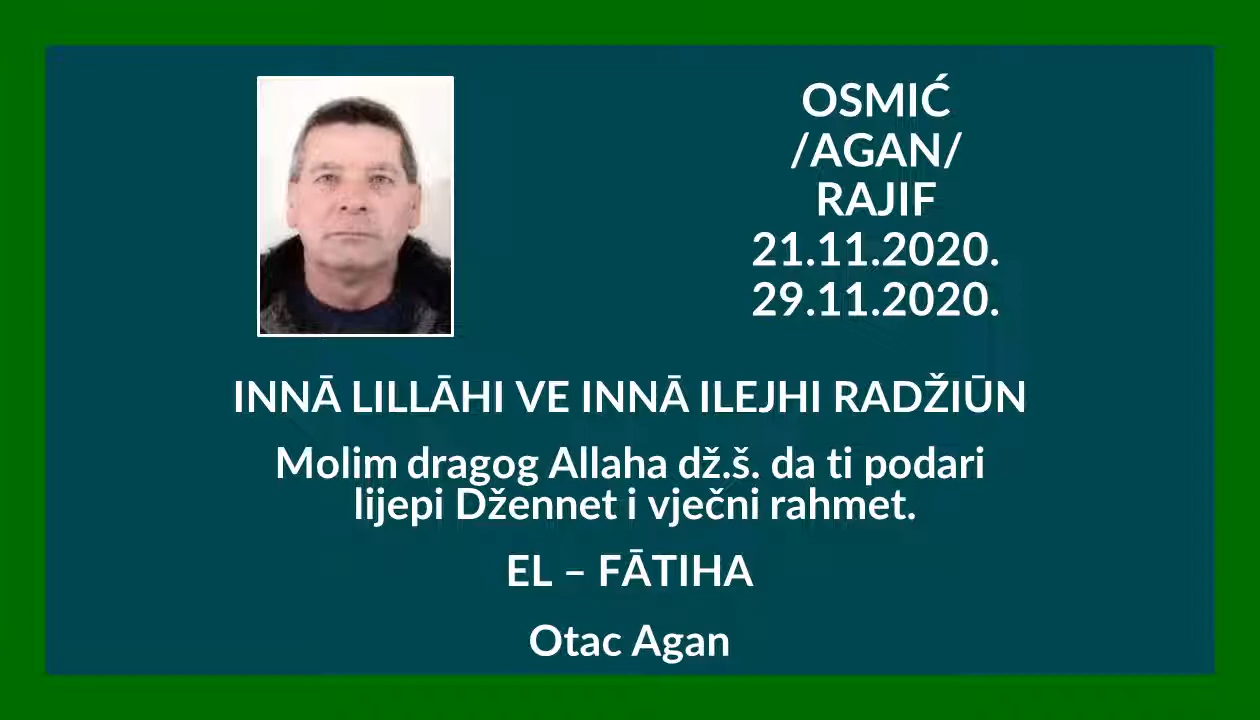 OSMIĆ
/AGAN/
RAJIF
21.11.2020.
29.11.2020.
INNĀ LILLĀHI VE INNĀ ILEJHI RADŽIŪN
Molim dragog Allaha dž.š. da ti podari
lijepi Džennet i vječni rahmet.
EL – FĀTIHA
Otac Agan